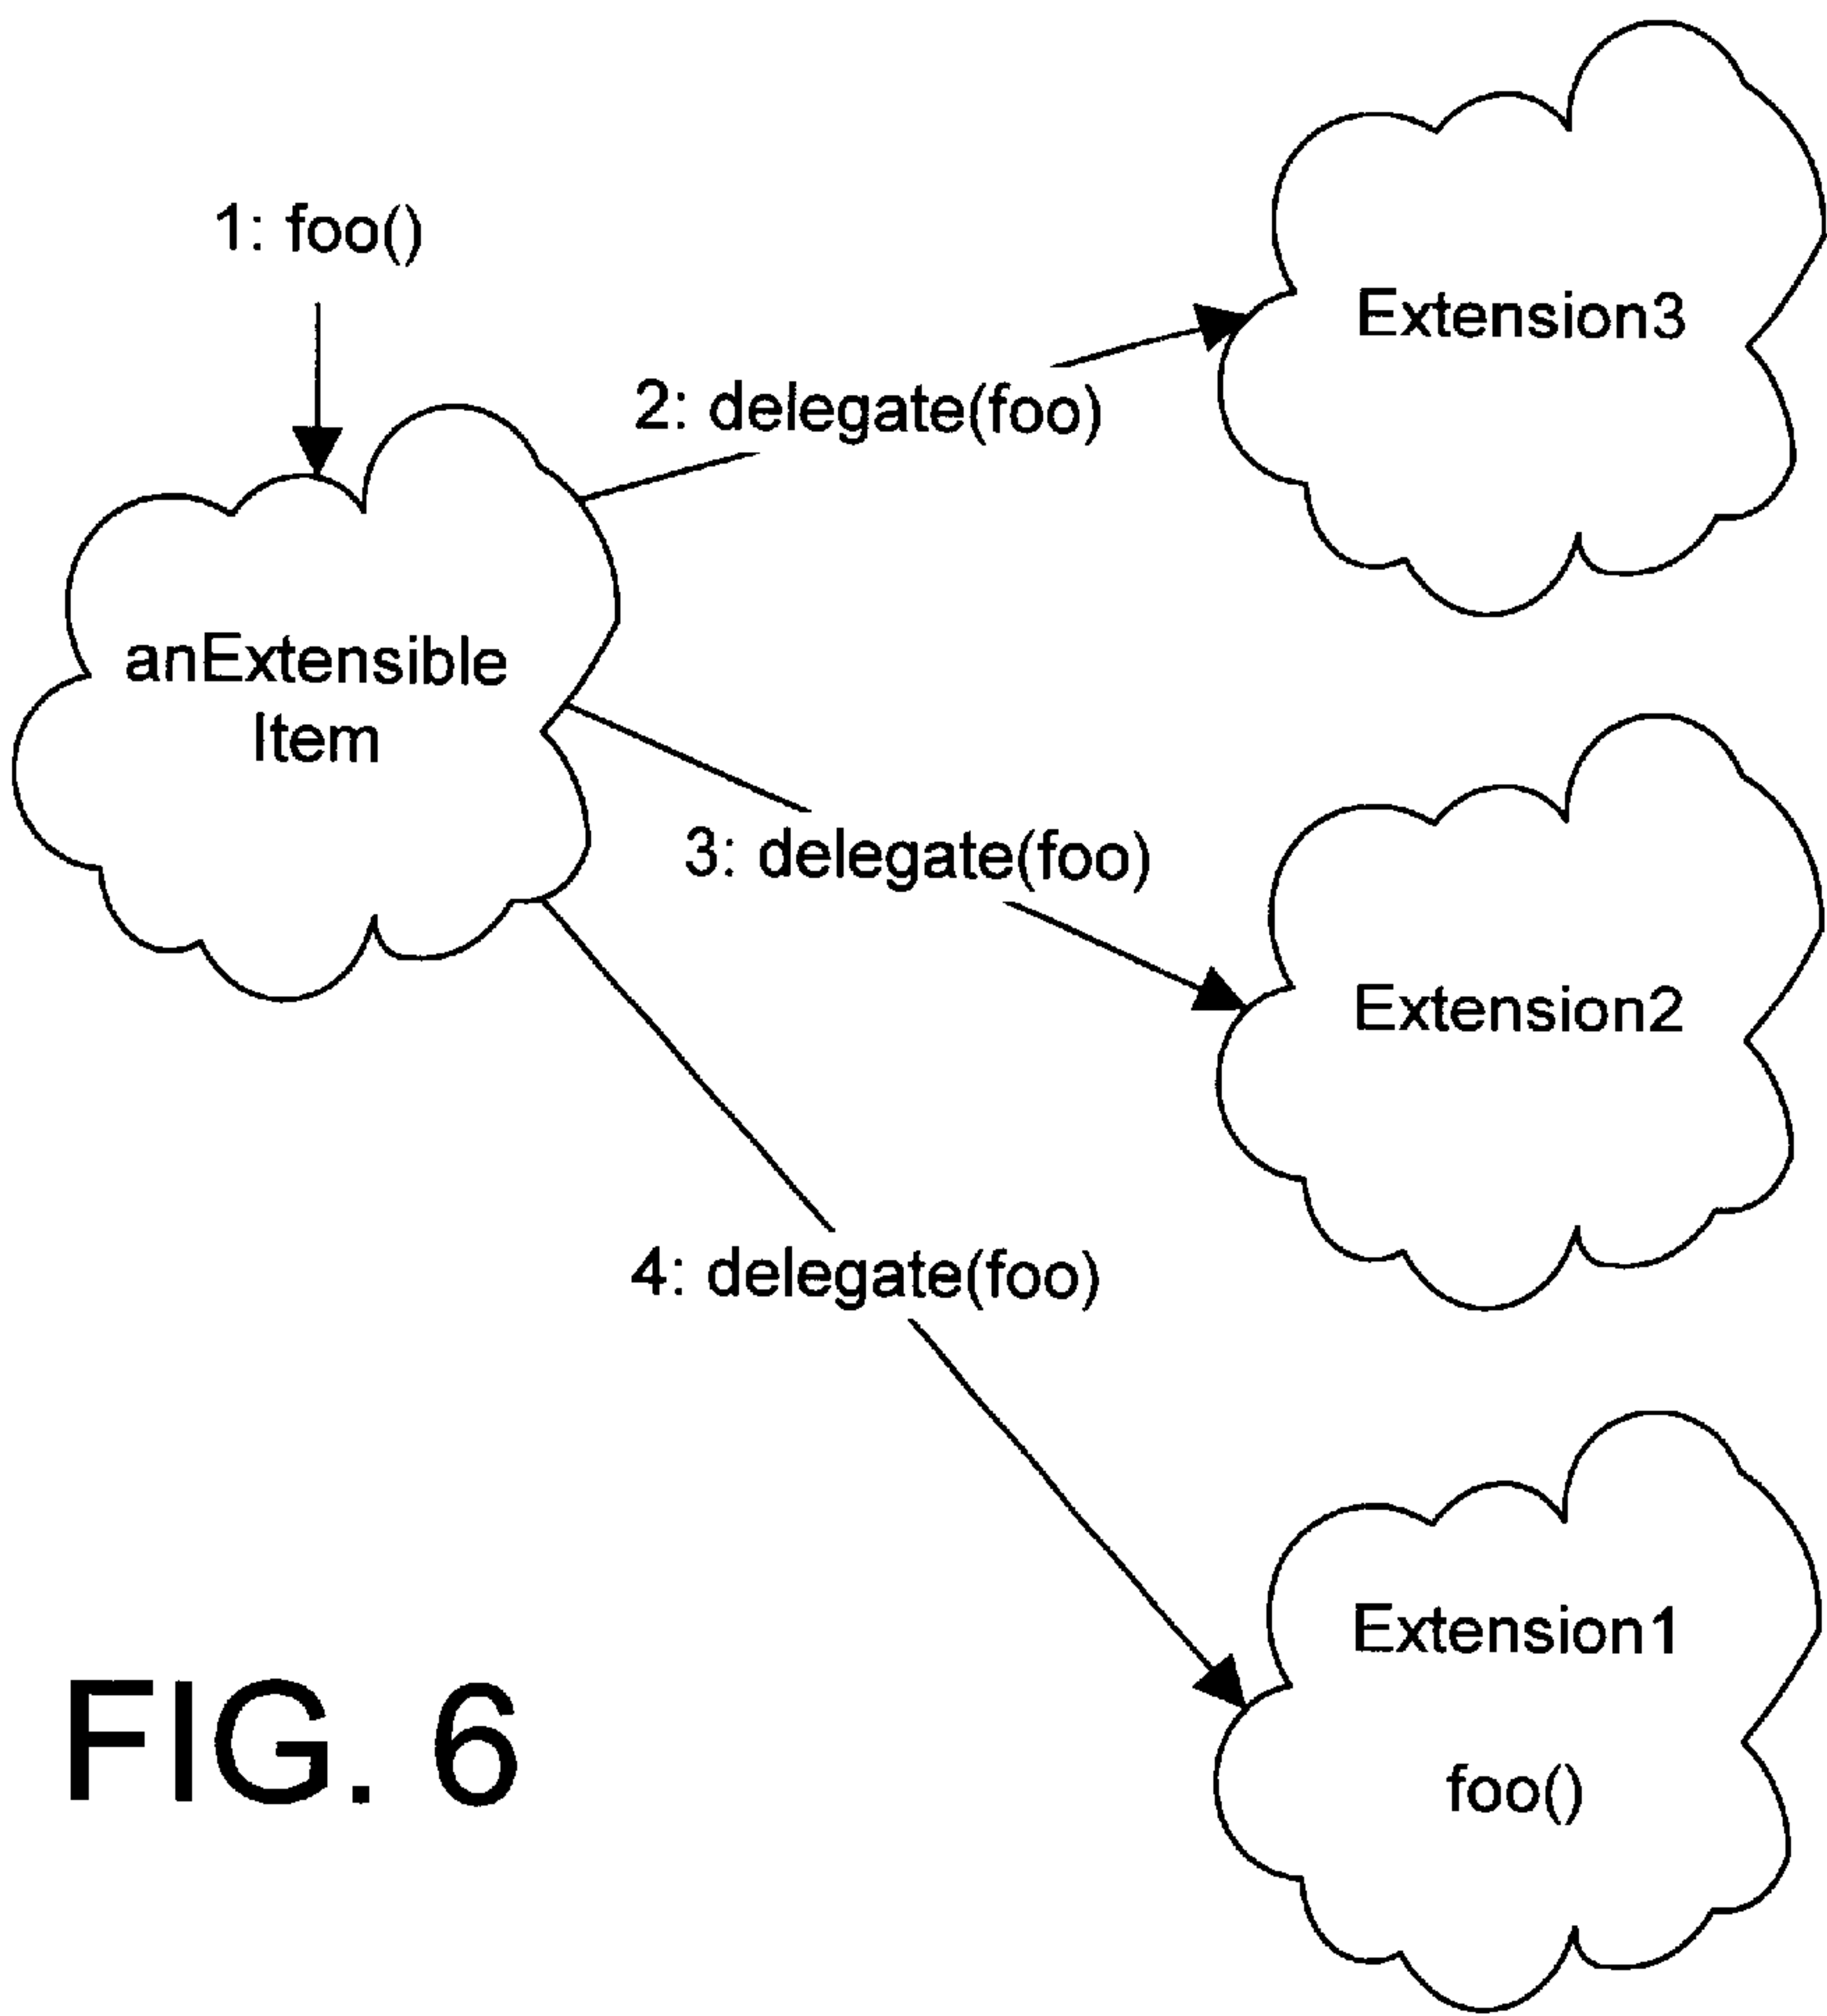 1: foo()
Extension3
2: delegate(foo)
anExtensible
Item
3: delegate(foo)
Extension2
4: delegate(foo)
Extension1
foo()
FIG. 6